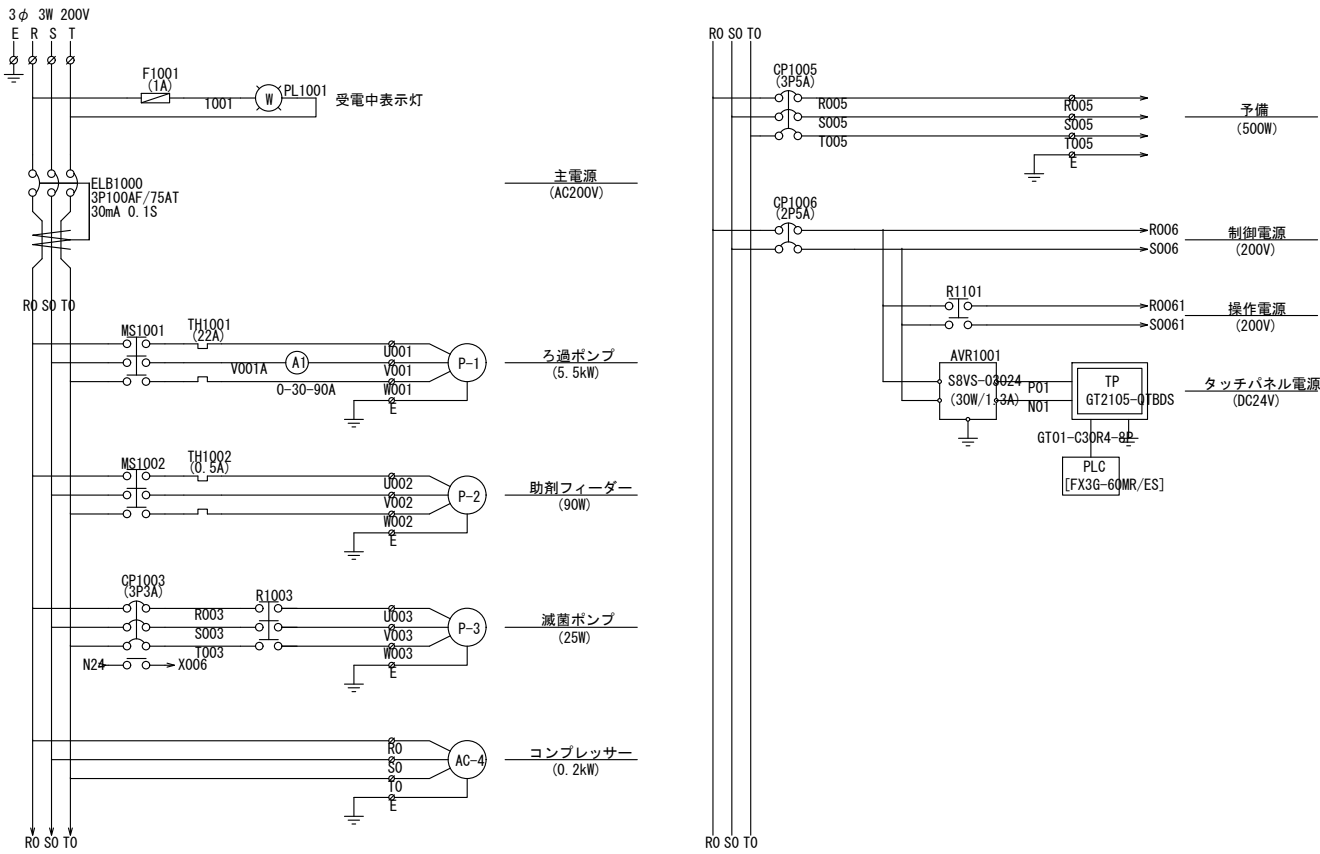 3φ 3W 200V
E R S T
F1001
(1A)
1001
W
PL1001
受電中表示灯
ELB1000
3P100AF/75AT
30mA 0.1S
主電源
(AC200V)
R0 S0 T0
MS1001
TH1001
(22A)
V001A
A1
0-30-90A
U001
V001
W001
E
P-1
ろ過ポンプ
(5.5kW)
MS1002
TH1002
(0.5A)
U002
V002
W002
E
P-2
助剤フィーダー
(90W)
CP1003
(3P3A)
R003
S003
T003
N24
X006
R1003
U003
V003
W003
E
P-3
滅菌ポンプ
(25W)
R0
S0
T0
E
AC-4
コンプレッサー
(0.2kW)
R0 S0 T0
R0 S0 T0
CP1005
(3P5A)
R005
S005
T005
R005
S005
T005
E
予備
(500W)
CP1006
(2P5A)
R006
S006
制御電源
(200V)
R1101
R0061
S0061
操作電源
(200V)
AVR1001
S8VS-03024
(30W/1.3A)
P01
N01
TP
GT2105-QTBDS
タッチパネル電源
(DC24V)
GT01-C30R4-8P
PLC
[FX3G-60MR/ES]
R0 S0 T0